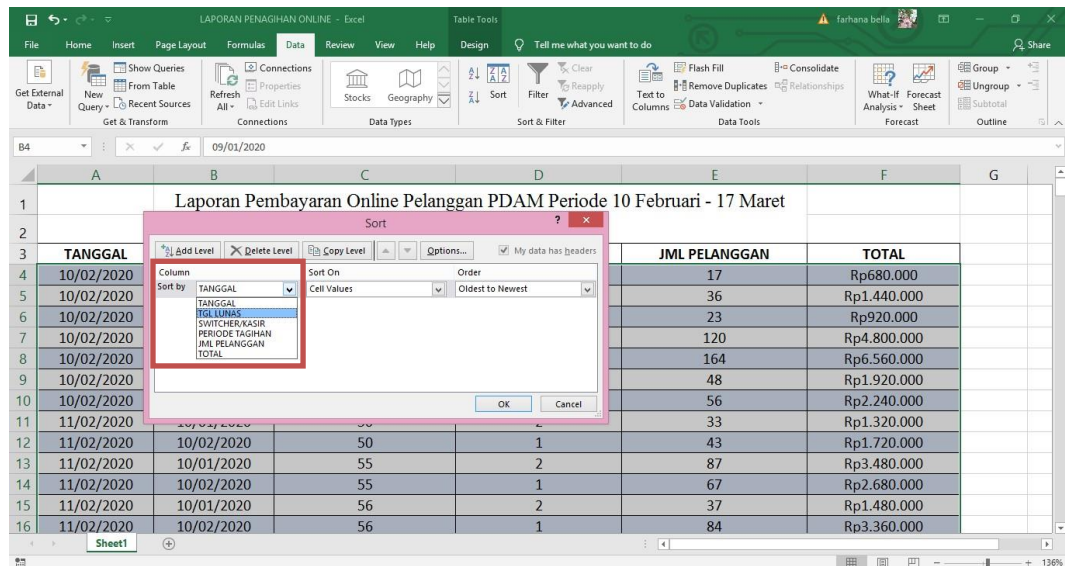 LAPORAN PENAGIHAN ONLINE - Excel
Table Tools
farhana bella
File Home Insert Page Layout Formulas Data Review View Help Design Tell me what you want to do Share
Get External Data
New Query
Show Queries
From Table
Recent Sources
Get & Transform
Refresh All
Connections
Properties
Edit Links
Connections
Stocks
Geography
Data Types
Sort
Filter
Clear
Reapply
Advanced
Sort & Filter
Text to Columns
Flash Fill
Remove Duplicates
Data Validation
Consolidate
Relationships
Data Tools
What-If Analysis
Forecast Sheet
Forecast
Group
Ungroup
Subtotal
Outline
B4 fx 09/01/2020
A B C D E F G
1 Laporan Pembayaran Online Pelanggan PDAM Periode 10 Februari - 17 Maret
2
3 TANGGAL JML PELANGGAN TOTAL
4 10/02/2020 17 Rp680.000
5 10/02/2020 36 Rp1.440.000
6 10/02/2020 23 Rp920.000
7 10/02/2020 120 Rp4.800.000
8 10/02/2020 164 Rp6.560.000
9 10/02/2020 48 Rp1.920.000
10 10/02/2020 56 Rp2.240.000
11 11/02/2020 33 Rp1.320.000
12 11/02/2020 10/02/2020 50 1 43 Rp1.720.000
13 11/02/2020 10/01/2020 55 2 87 Rp3.480.000
14 11/02/2020 10/02/2020 55 1 67 Rp2.680.000
15 11/02/2020 10/01/2020 56 2 37 Rp1.480.000
16 11/02/2020 10/02/2020 56 1 84 Rp3.360.000
Sort ?
Add Level Delete Level Copy Level Options... My data has headers
Column Sort On Order
Sort by TANGGAL Cell Values Oldest to Newest
TANGGAL
TGL LUNAS
SWITCHER/KASIR
PERIODE TAGIHAN
JML PELANGGAN
TOTAL
OK Cancel
Sheet1
136%